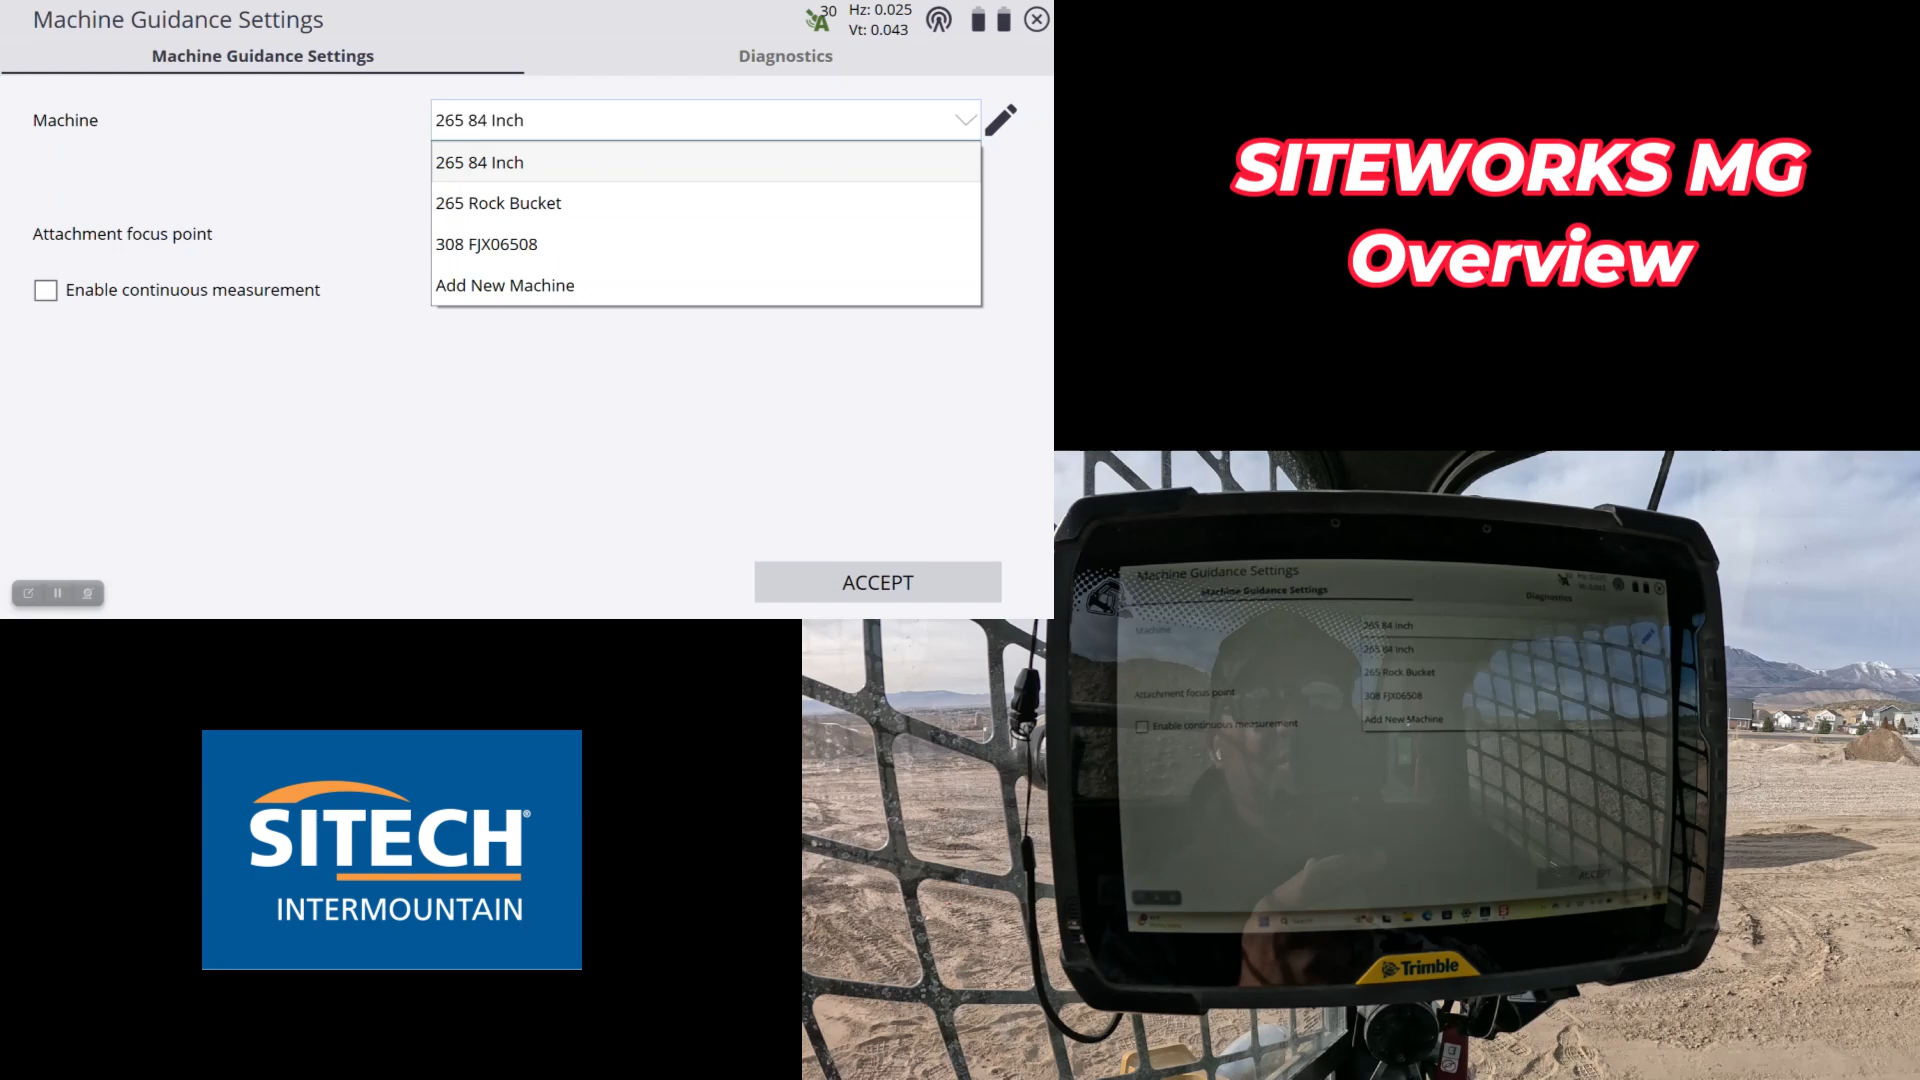 Machine Guidance Settings
30
Hz: 0.025
Vt: 0.043
Machine Guidance Settings
Diagnostics
Machine
265 84 Inch
265 84 Inch
265 Rock Bucket
308 FJX06508
Add New Machine
Attachment focus point
Enable continuous measurement
ACCEPT
SITEWORKS MG
Overview
SITECH®
INTERMOUNTAIN
Machine Guidance Settings
Machine Guidance Settings
Diagnostics
Machine
265 84 Inch
265 84 Inch
265 Rock Bucket
308 FJX06508
Add New Machine
Attachment focus point
Enable continuous measurement
ACCEPT
Search
Trimble